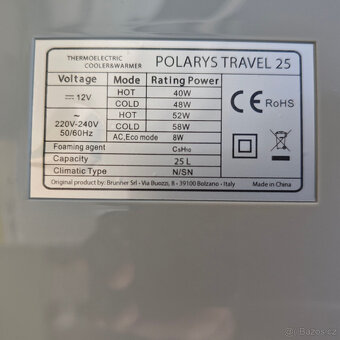 THERMOELECTRIC
COOLER&WARMER
POLARYS TRAVEL 25
Voltage Mode Rating Power
12V HOT 40W
COLD 48W
~ 220V-240V 50/60Hz HOT 52W
COLD 58W
AC,Eco mode 8W
Foaming agent C₅H₁₀
Capacity 25 L
Climatic Type N/SN
CE RoHS
Original product by: Brunner Srl - Via Buozzi, 8 - 39100 Bolzano - Italy
Made in China
Bazos.cz